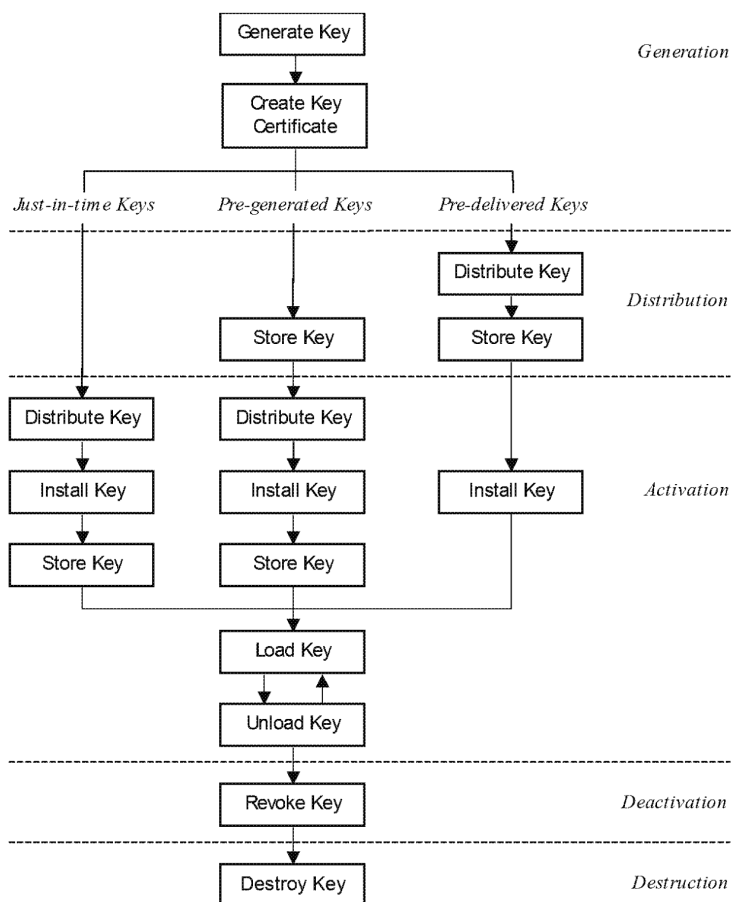 Generate Key
Generation
Create Key
Certificate
Just-in-time Keys
Pre-generated Keys
Pre-delivered Keys
Distribute Key
Distribution
Store Key
Store Key
Distribute Key
Distribute Key
Install Key
Install Key
Install Key
Activation
Store Key
Store Key
Load Key
Unload Key
Revoke Key
Deactivation
Destroy Key
Destruction